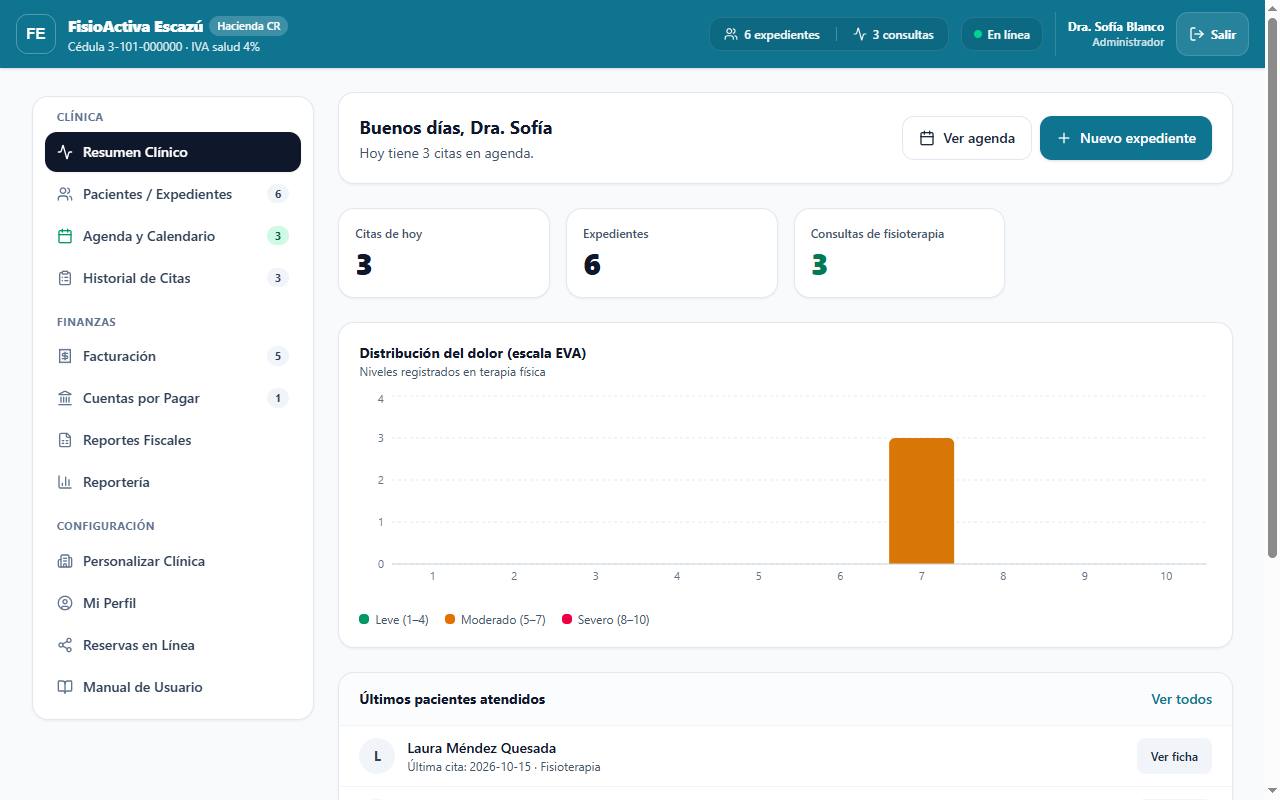 FE
FisioActiva Escazú Hacienda CR
Cédula 3-101-000000 · IVA salud 4%
6 expedientes
3 consultas
En línea
Dra. Sofía Blanco
Administrador
Salir
CLÍNICA
Resumen Clínico
Pacientes / Expedientes 6
Agenda y Calendario 3
Historial de Citas 3
FINANZAS
Facturación 5
Cuentas por Pagar 1
Reportes Fiscales
Reportería
CONFIGURACIÓN
Personalizar Clínica
Mi Perfil
Reservas en Línea
Manual de Usuario
Buenos días, Dra. Sofía
Hoy tiene 3 citas en agenda.
Ver agenda
Nuevo expediente
Citas de hoy
3
Expedientes
6
Consultas de fisioterapia
3
Distribución del dolor (escala EVA)
Niveles registrados en terapia física
4
3
2
1
0
1 2 3 4 5 6 7 8 9 10
Leve (1–4) Moderado (5–7) Severo (8–10)
Últimos pacientes atendidos
Ver todos
L
Laura Méndez Quesada
Última cita: 2026-10-15 · Fisioterapia
Ver ficha